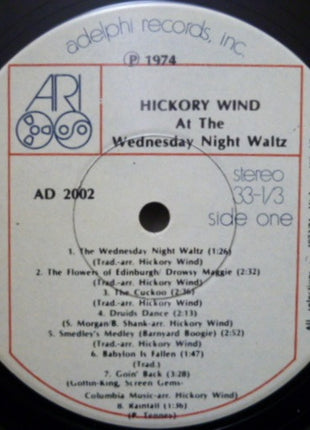 adelphi records, inc.
℗ 1974
ARI
HICKORY WIND
At The
Wednesday Night Waltz
stereo
33-1/3
side one
AD 2002
1. The Wednesday Night Waltz (1:26)
(Trad.-arr. Hickory Wind)
2. The Flowers of Edinburgh/ Drowsy Maggie (2:32)
(Trad.-arr. Hickory Wind)
3. The Cuckoo (2:36)
(Trad.-arr. Hickory Wind)
4. Druids Dance (2:13)
(S. Morgan/B. Shank-arr. Hickory Wind)
5. Smedley's Medley (Barnyard Boogie) (2:52)
(Trad.-arr. Hickory Wind)
6. Babylon Is Fallen (1:47)
(Trad.)
7. Goin' Back (3:28)
(Goffin-King, Screen Gems-
Columbia Music-arr. Hickory Wind)
8. Rainfall (1:36)
(P. Tenney)